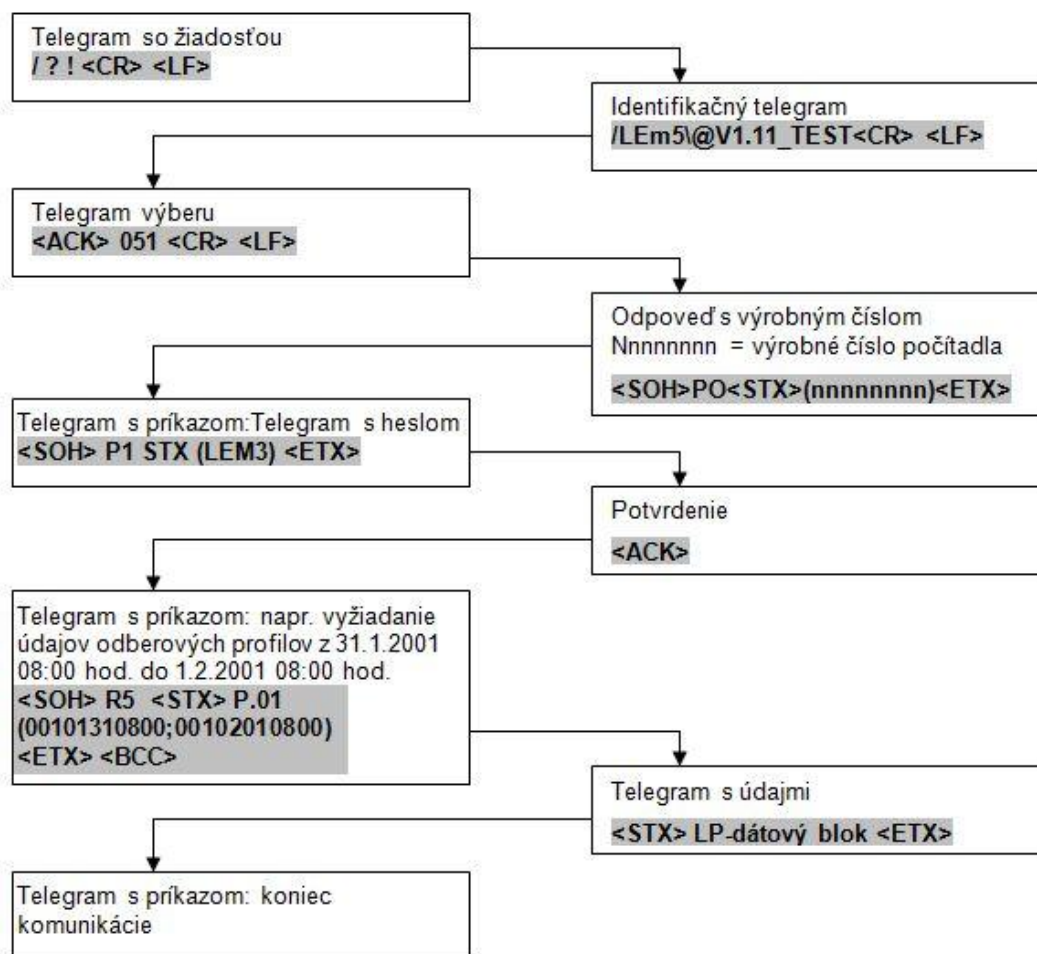 Telegram so žiadosťou
/ ? ! <CR> <LF>
Identifikačný telegram
/LEm5\@V1.11_TEST<CR> <LF>
Telegram výberu
<ACK> 051 <CR> <LF>
Odpoveď s výrobným číslom
Nnnnnnnn = výrobné číslo počítadla
<SOH>PO<STX>(nnnnnnnn)<ETX>
Telegram s príkazom:Telegram s heslom
<SOH> P1 STX (LEM3) <ETX>
Potvrdenie
<ACK>
Telegram s príkazom: napr. vyžiadanie
údajov odberových profilov z 31.1.2001
08:00 hod. do 1.2.2001 08:00 hod.
<SOH> R5 <STX> P.01
(00101310800;00102010800)
<ETX> <BCC>
Telegram s údajmi
<STX> LP-dátový blok <ETX>
Telegram s príkazom: koniec
komunikácie